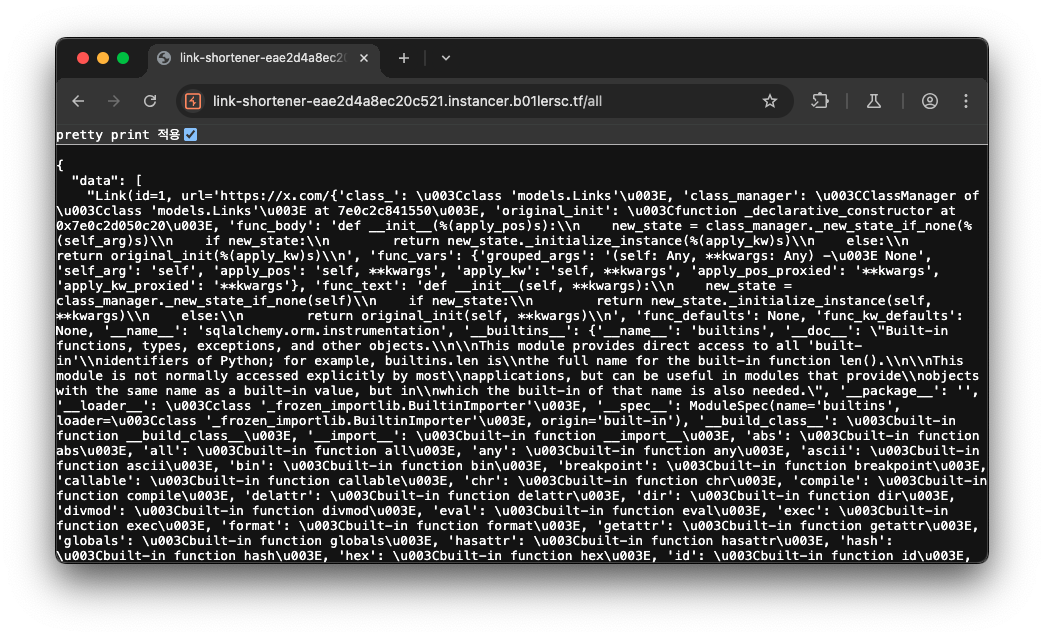 link-shortener-eae2d4a8ec2
link-shortener-eae2d4a8ec20c521.instancer.b01lersc.tf/all
pretty print 적용
{
  "data": [
    "Link(id=1, url='https://x.com/{'class_': \u003Cclass 'models.Links'\u003E, 'class_manager': \u003CClassManager of
\u003Cclass 'models.Links'\u003E at 7e0c2c841550\u003E, 'original_init': \u003Cfunction _declarative_constructor at
0x7e0c2d050c20\u003E, 'func_body': 'def __init__(%(apply_pos)s):\\n    new_state = class_manager._new_state_if_none(%
(self_arg)s)\\n    if new_state:\\n        return new_state._initialize_instance(%(apply_kw)s)\\n    else:\\n
return original_init(%(apply_kw)s)\\n', 'func_vars': {'grouped_args': '(self: Any, **kwargs: Any) -\u003E None',
'self_arg': 'self', 'apply_pos': 'self, **kwargs', 'apply_kw': 'self, **kwargs', 'apply_pos_proxied': '**kwargs',
'apply_kw_proxied': '**kwargs'}, 'func_text': 'def __init__(self, **kwargs):\\n    new_state =
class_manager._new_state_if_none(self)\\n    if new_state:\\n        return new_state._initialize_instance(self,
**kwargs)\\n    else:\\n        return original_init(self, **kwargs)\\n', 'func_defaults': None, 'func_kw_defaults':
None, '__name__': 'sqlalchemy.orm.instrumentation', '__builtins__': {'__name__': 'builtins', '__doc__': \"Built-in
functions, types, exceptions, and other objects.\\n\\nThis module provides direct access to all 'built-
in'\\nidentifiers of Python; for example, builtins.len is\\nthe full name for the built-in function len().\\n\\nThis
module is not normally accessed explicitly by most\\napplications, but can be useful in modules that provide\\nobjects
with the same name as a built-in value, but in\\nwhich the built-in of that name is also needed.\", '__package__': '',
'__loader__': \u003Cclass '_frozen_importlib.BuiltinImporter'\u003E, '__spec__': ModuleSpec(name='builtins',
loader=\u003Cclass '_frozen_importlib.BuiltinImporter'\u003E, origin='built-in'), '__build_class__': \u003Cbuilt-in
function __build_class__\u003E, '__import__': \u003Cbuilt-in function __import__\u003E, 'abs': \u003Cbuilt-in function
abs\u003E, 'all': \u003Cbuilt-in function all\u003E, 'any': \u003Cbuilt-in function any\u003E, 'ascii': \u003Cbuilt-in
function ascii\u003E, 'bin': \u003Cbuilt-in function bin\u003E, 'breakpoint': \u003Cbuilt-in function breakpoint\u003E,
'callable': \u003Cbuilt-in function callable\u003E, 'chr': \u003Cbuilt-in function chr\u003E, 'compile': \u003Cbuilt-in
function compile\u003E, 'delattr': \u003Cbuilt-in function delattr\u003E, 'dir': \u003Cbuilt-in function dir\u003E,
'divmod': \u003Cbuilt-in function divmod\u003E, 'eval': \u003Cbuilt-in function eval\u003E, 'exec': \u003Cbuilt-in
function exec\u003E, 'format': \u003Cbuilt-in function format\u003E, 'getattr': \u003Cbuilt-in function getattr\u003E,
'globals': \u003Cbuilt-in function globals\u003E, 'hasattr': \u003Cbuilt-in function hasattr\u003E, 'hash':
\u003Cbuilt-in function hash\u003E, 'hex': \u003Cbuilt-in function hex\u003E, 'id': \u003Cbuilt-in function id\u003E,